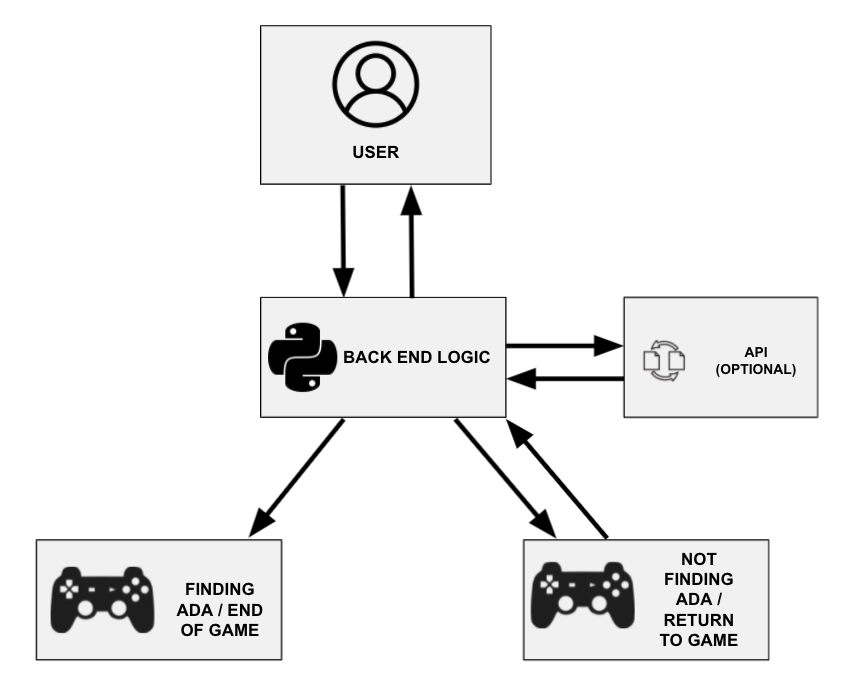 USER
BACK END LOGIC
API
(OPTIONAL)
FINDING
ADA / END
OF GAME
NOT
FINDING
ADA /
RETURN
TO GAME